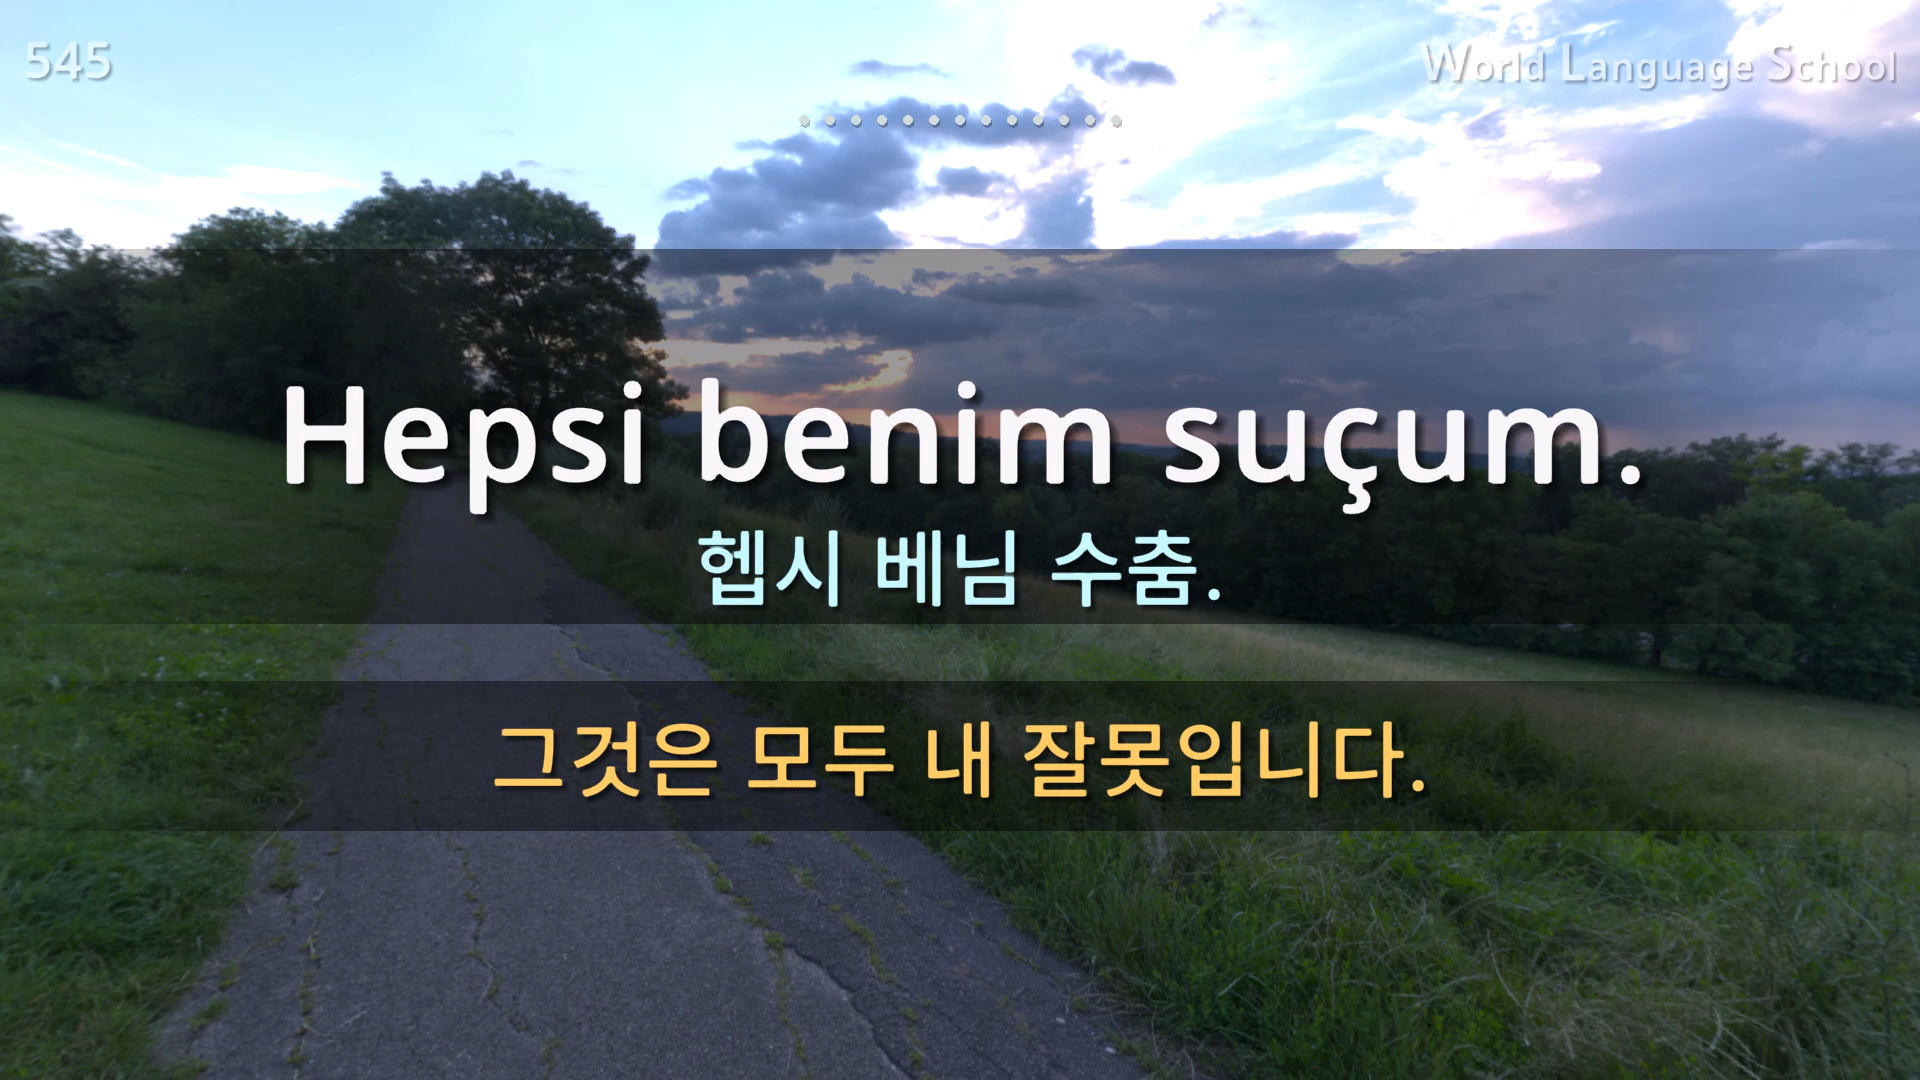 545
World Language School
Hepsi benim suçum.
헵시 베님 수춤.
그것은 모두 내 잘못입니다.